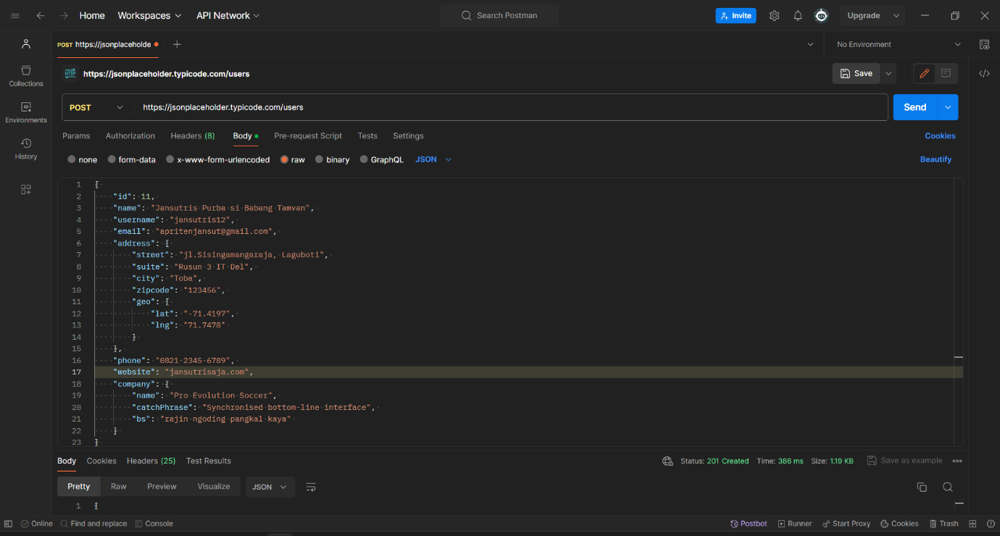 Home Workspaces API Network Search Postman Invite Upgrade
POST https://jsonplaceholde No Environment
HTTP https://jsonplaceholder.typicode.com/users Save
Collections
Environments
History
POST https://jsonplaceholder.typicode.com/users Send
Params Authorization Headers (8) Body Pre-request Script Tests Settings Cookies
none form-data x-www-form-urlencoded raw binary GraphQL JSON Beautify
1 {
2 "id": 11,
3 "name": "Jansutris Purba si Babang Tamvan",
4 "username": "jansutris12",
5 "email": "apritenjansut@gmail.com",
6 "address": {
7 "street": "jl.Sisingamangaraja, Laguboti",
8 "suite": "Rusun 3 IT Del",
9 "city": "Toba",
10 "zipcode": "123456",
11 "geo": {
12 "lat": "-71.4197",
13 "lng": "71.7478"
14 }
15 },
16 "phone": "0821-2345-6789",
17 "website": "jansutrisaja.com",
18 "company": {
19 "name": "Pro Evolution Soccer",
20 "catchPhrase": "Synchronised bottom-line interface",
21 "bs": "rajin ngoding pangkal kaya"
22 }
23 }
Body Cookies Headers (25) Test Results Status: 201 Created Time: 386 ms Size: 1.19 KB Save as example
Pretty Raw Preview Visualize JSON
1 {
Online Find and replace Console Postbot Runner Start Proxy Cookies Trash